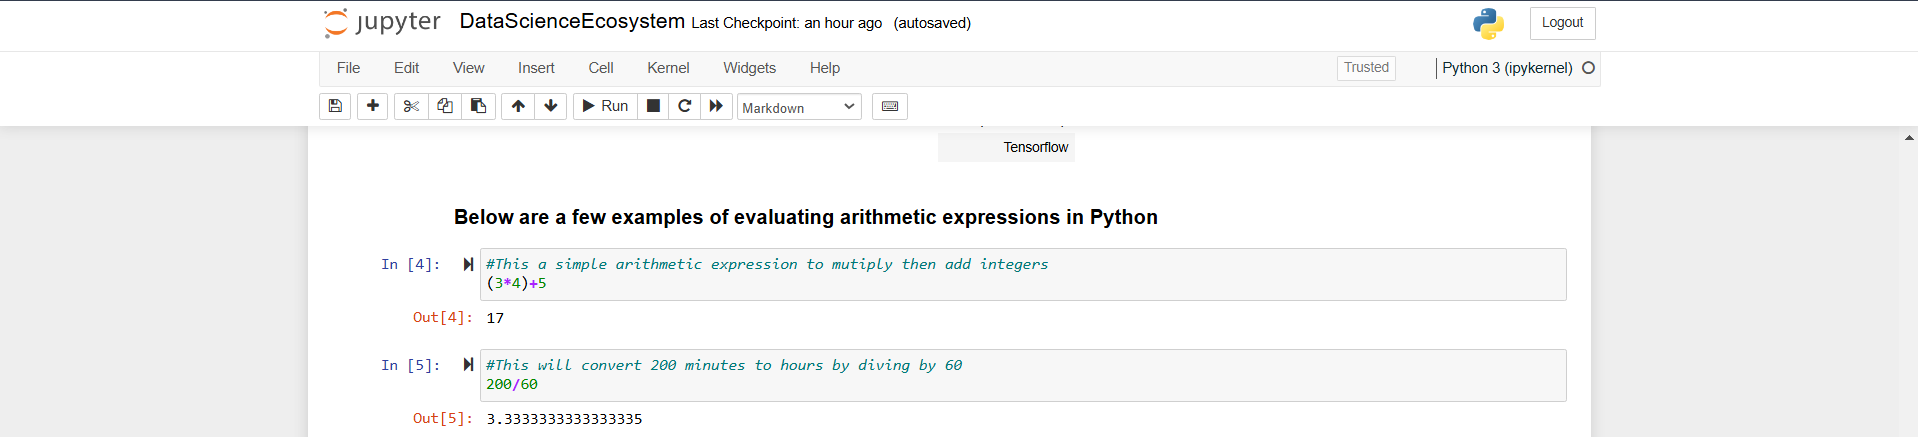 jupyter DataScienceEcosystem Last Checkpoint: an hour ago (autosaved) Logout
File Edit View Insert Cell Kernel Widgets Help Trusted Python 3 (ipykernel)
Run Markdown
Tensorflow
Below are a few examples of evaluating arithmetic expressions in Python
In [4]: #This a simple arithmetic expression to mutiply then add integers
(3*4)+5
Out[4]: 17
In [5]: #This will convert 200 minutes to hours by diving by 60
200/60
Out[5]: 3.3333333333333335